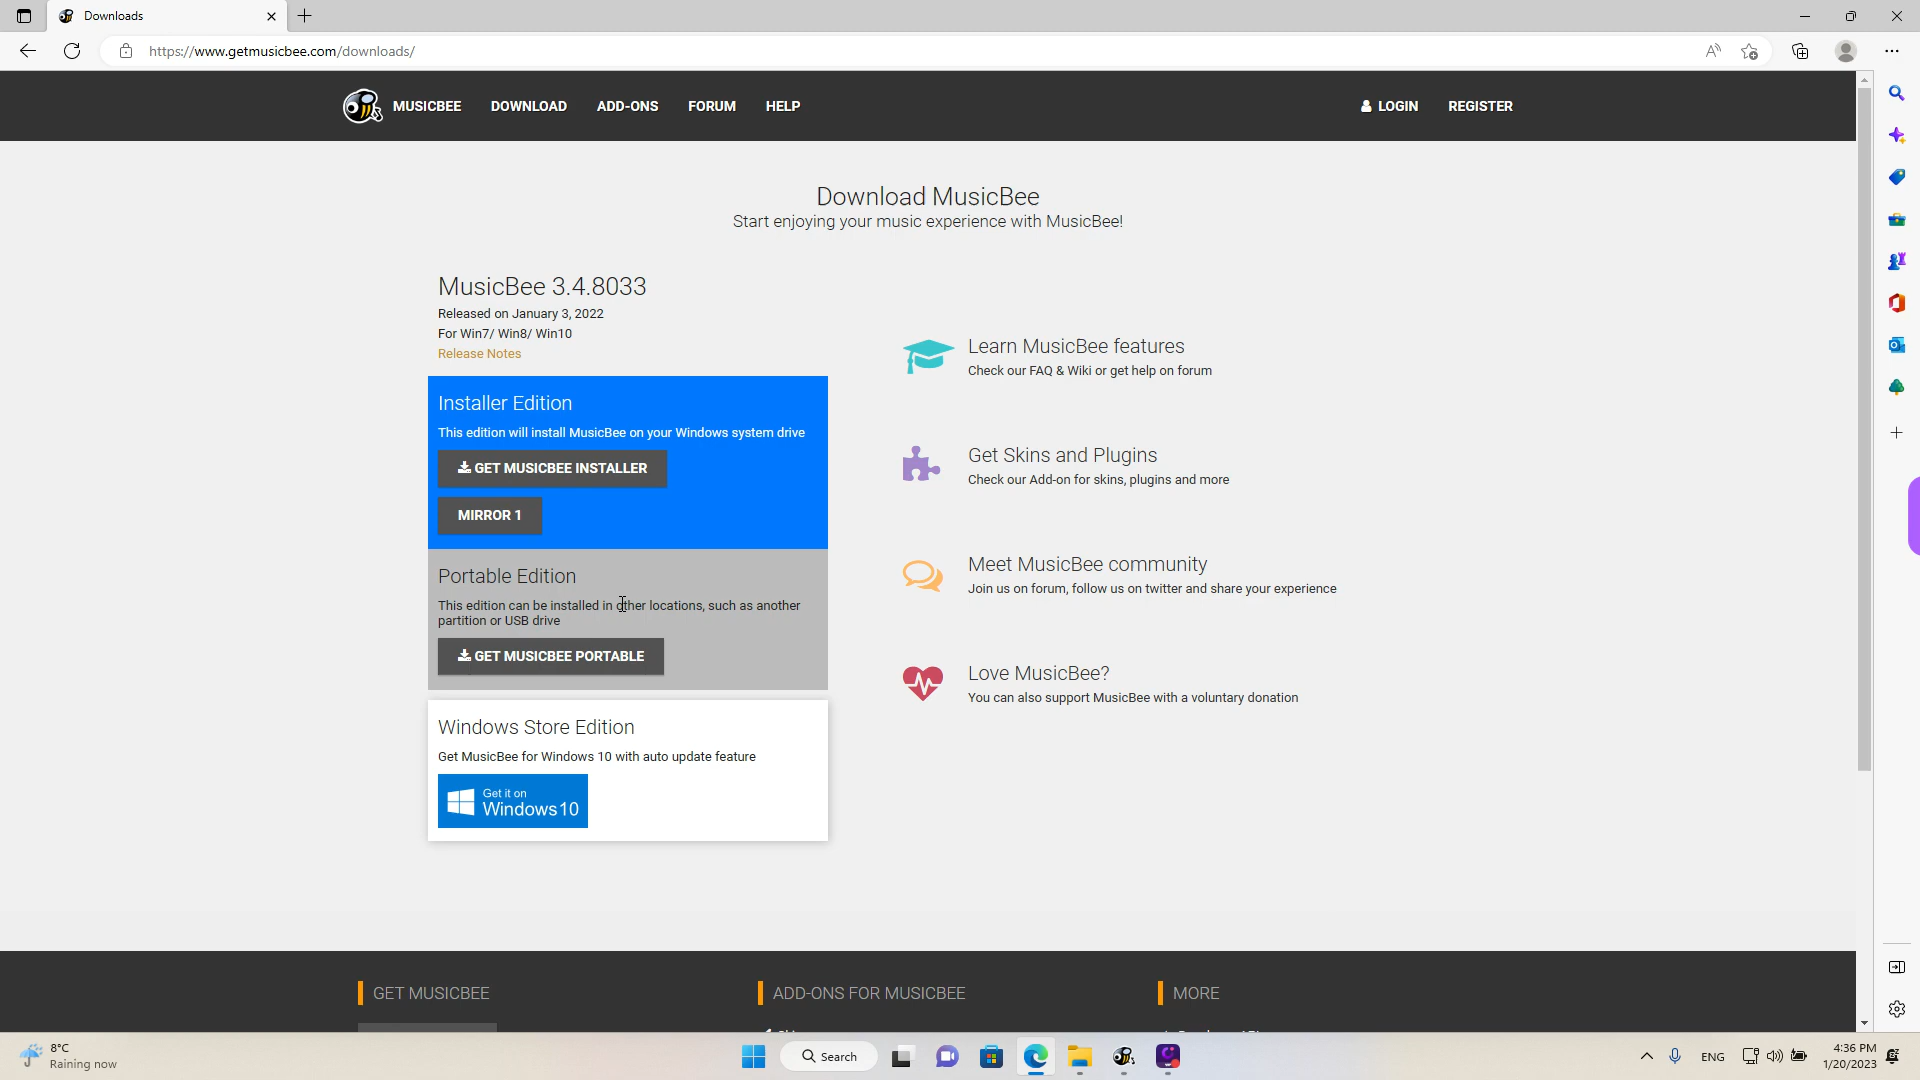 Downloads
https://www.getmusicbee.com/downloads/
MUSICBEE DOWNLOAD ADD-ONS FORUM HELP LOGIN REGISTER
Download MusicBee
Start enjoying your music experience with MusicBee!
MusicBee 3.4.8033
Released on January 3, 2022
For Win7/ Win8/ Win10
Release Notes
Installer Edition
This edition will install MusicBee on your Windows system drive
GET MUSICBEE INSTALLER
MIRROR 1
Portable Edition
This edition can be installed in other locations, such as another
partition or USB drive
GET MUSICBEE PORTABLE
Windows Store Edition
Get MusicBee for Windows 10 with auto update feature
Get it on
Windows 10
Learn MusicBee features
Check our FAQ & Wiki or get help on forum
Get Skins and Plugins
Check our Add-on for skins, plugins and more
Meet MusicBee community
Join us on forum, follow us on twitter and share your experience
Love MusicBee?
You can also support MusicBee with a voluntary donation
GET MUSICBEE ADD-ONS FOR MUSICBEE MORE
8°C
Raining now
Search
ENG
4:36 PM
1/20/2023